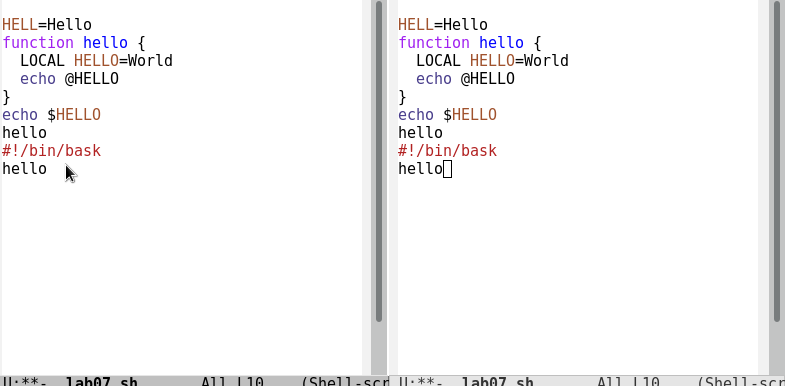 HELL=Hello
function hello {
  LOCAL HELLO=World
  echo @HELLO
}
echo $HELLO
hello
#!/bin/bask
hello
U:**-  lab07.sh       All L10    (Shell-scr
HELL=Hello
function hello {
  LOCAL HELLO=World
  echo @HELLO
}
echo $HELLO
hello
#!/bin/bask
hello
U:**-  lab07.sh       All L10    (Shell-scr